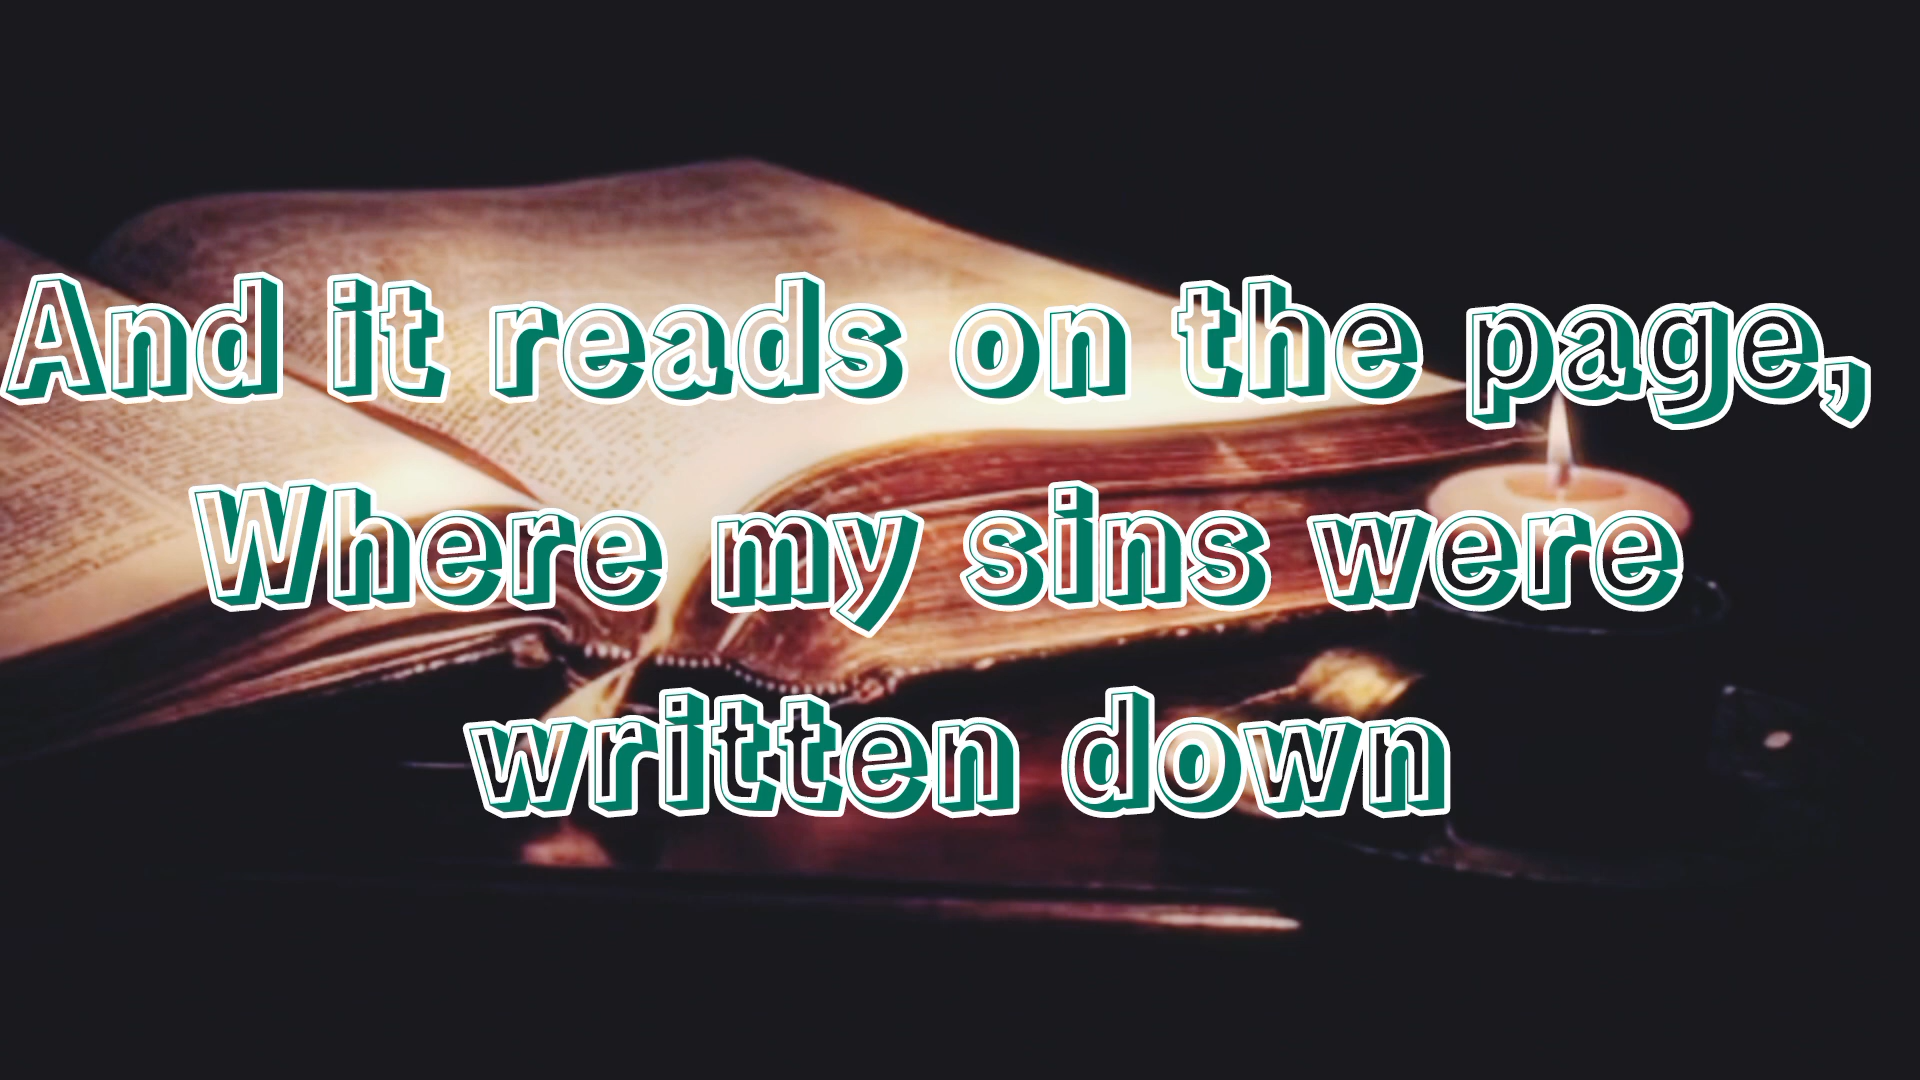 And it reads on the page,
Where my sins were
written down